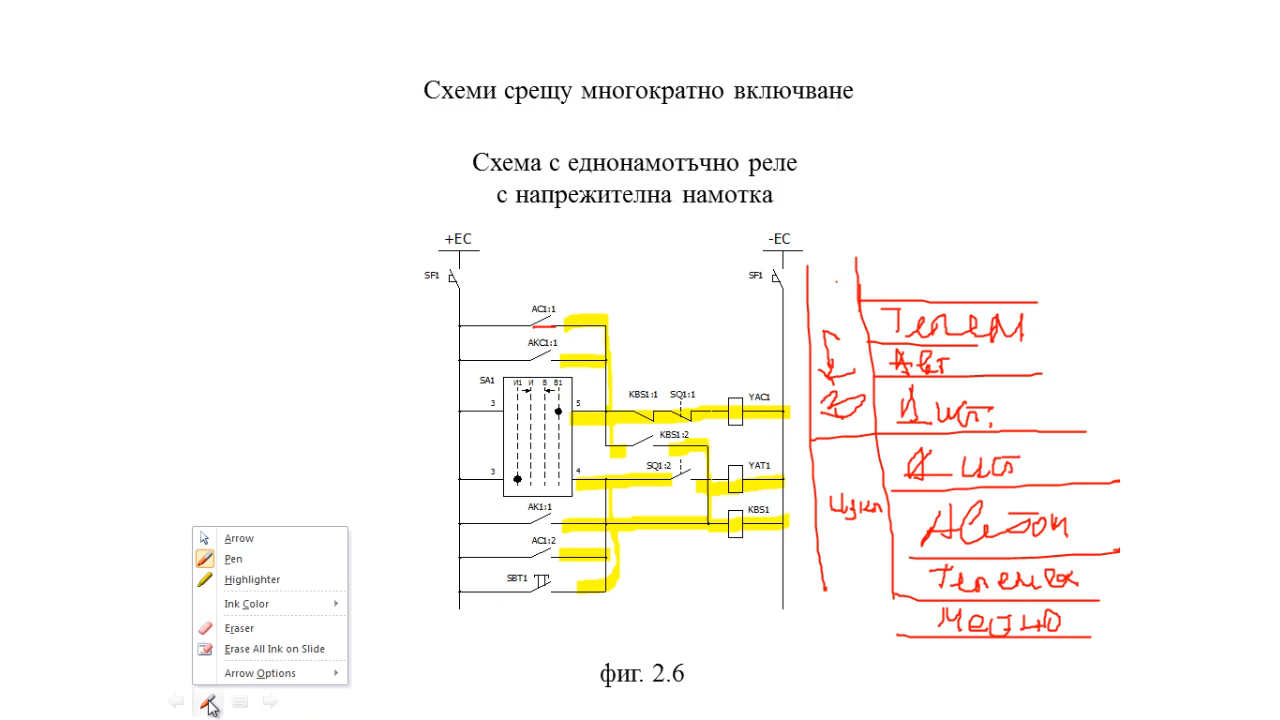 Схеми срещу многократно включване
Схема с еднонамотъчно реле
с напрежителна намотка
+EC
-EC
SF1
SF1
AC1:1
AKC1:1
SA1
И1 И В В1
3
5
KBS1:1
SQ1:1
YAC1
KBS1:2
3
4
SQ1:2
YAT1
AK1:1
KBS1
AC1:2
SBT1
Телем
Авт
Дист.
Дист
Телемех
Местно
Arrow
Pen
Highlighter
Ink Color
Eraser
Erase All Ink on Slide
Arrow Options
фиг. 2.6